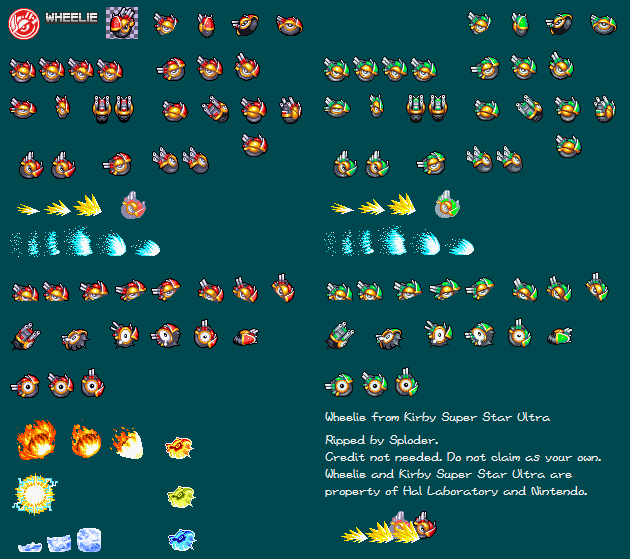 WHEELIE
Wheelie from Kirby Super Star Ultra
Ripped by Sploder.
Credit not needed. Do not claim as your own.
Wheelie and Kirby Super Star Ultra are
property of Hal Laboratory and Nintendo.